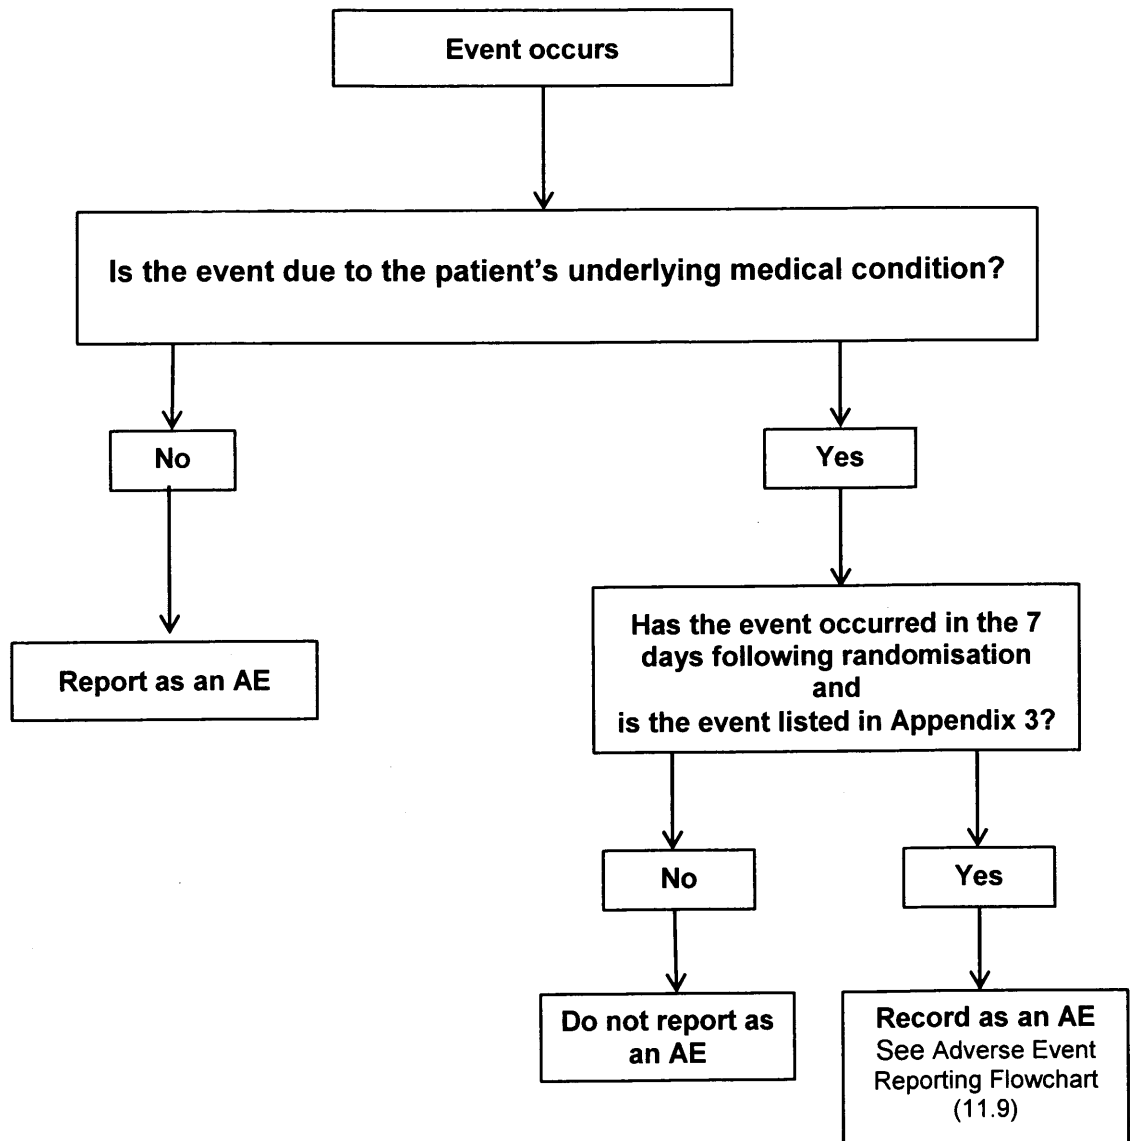 Event occurs
Is the event due to the patient's underlying medical condition?
No
Yes
Report as an AE
Has the event occurred in the 7
days following randomisation
and
is the event listed in Appendix 3?
No
Yes
Do not report as
an AE
Record as an AE
See Adverse Event
Reporting Flowchart
(11.9)